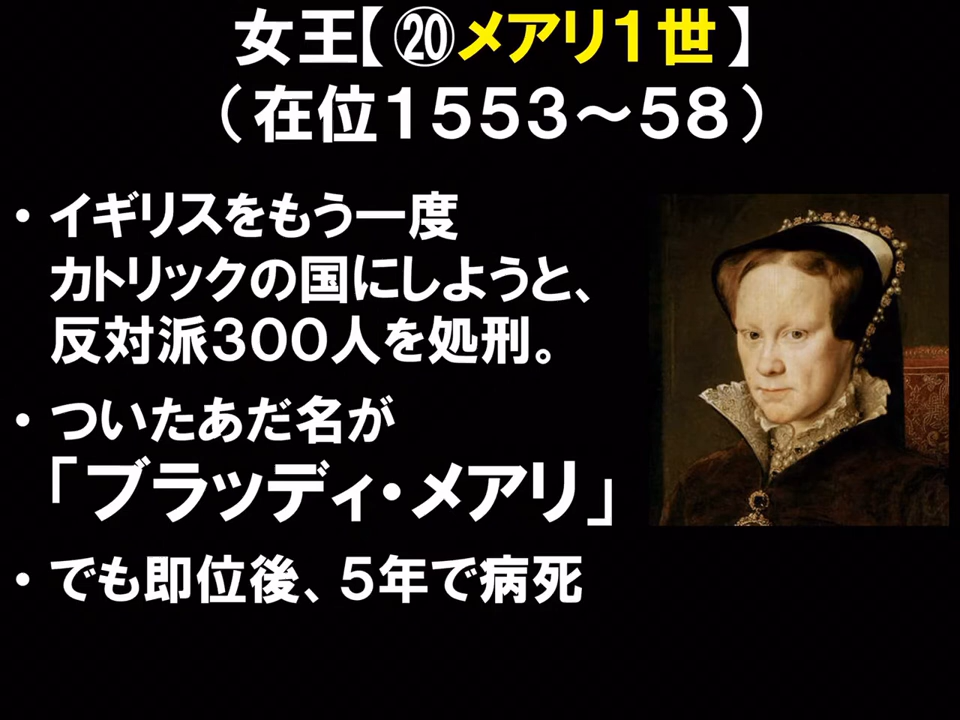 女王【⑳メアリ１世】
（在位１５５３～５８）
・イギリスをもう一度
カトリックの国にしようと、
反対派３００人を処刑。
・ついたあだ名が
「ブラッディ・メアリ」
・でも即位後、５年で病死